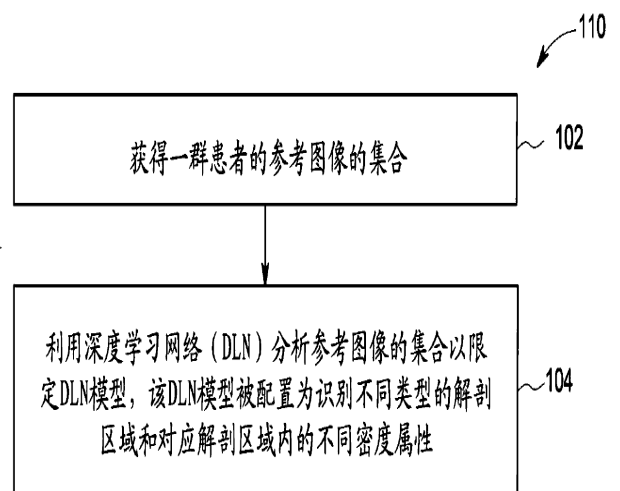 110
获得一群患者的参考图像的集合
102
利用深度学习网络（DLN）分析参考图像的集合以限
定DLN模型，该DLN模型被配置为识别不同类型的解剖
区域和对应解剖区域内的不同密度属性
104